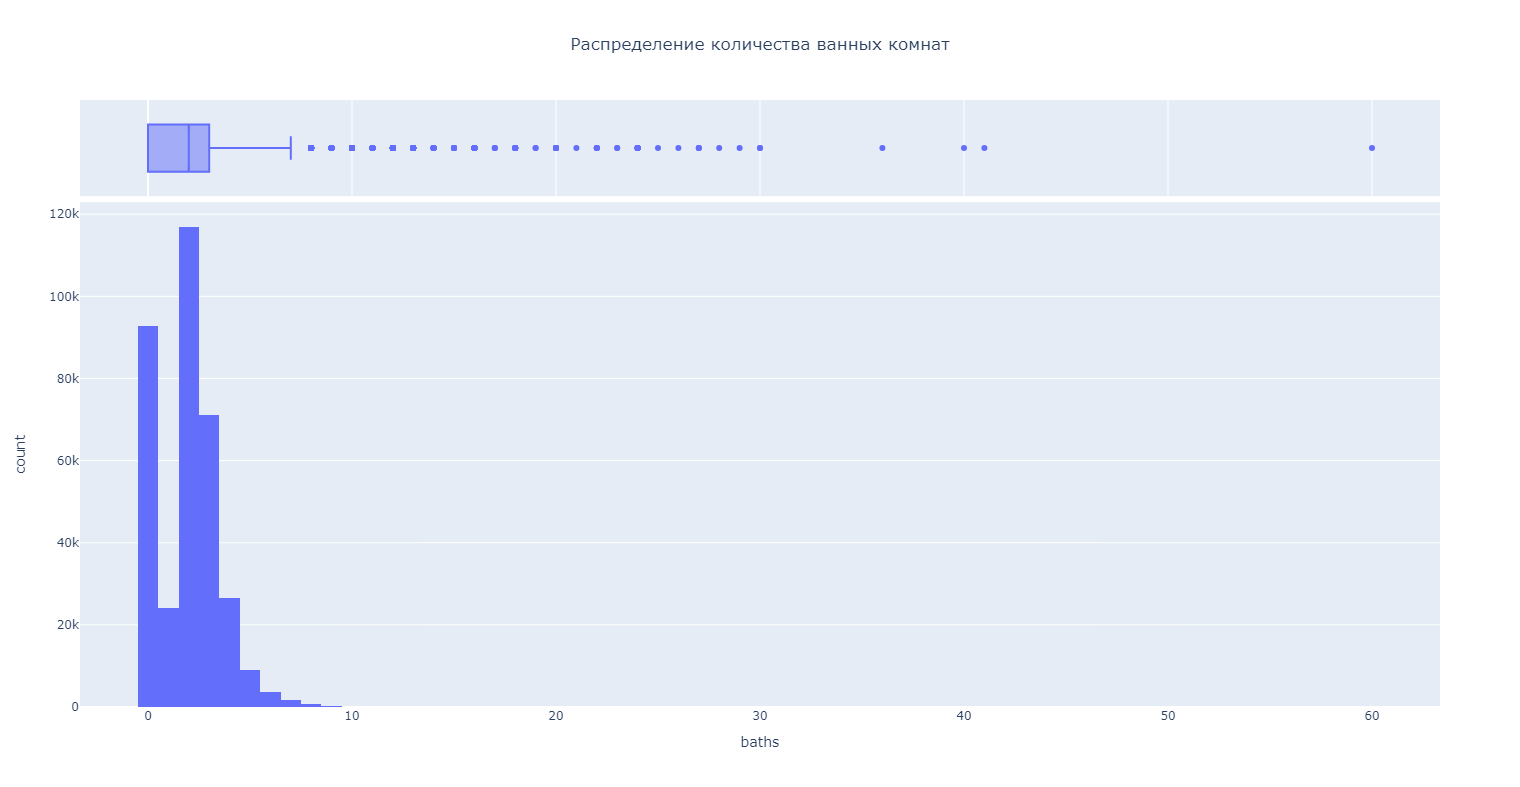 Распределение количества ванных комнат
120k
100k
80k
60k
40k
20k
0
count
0 10 20 30 40 50 60
baths